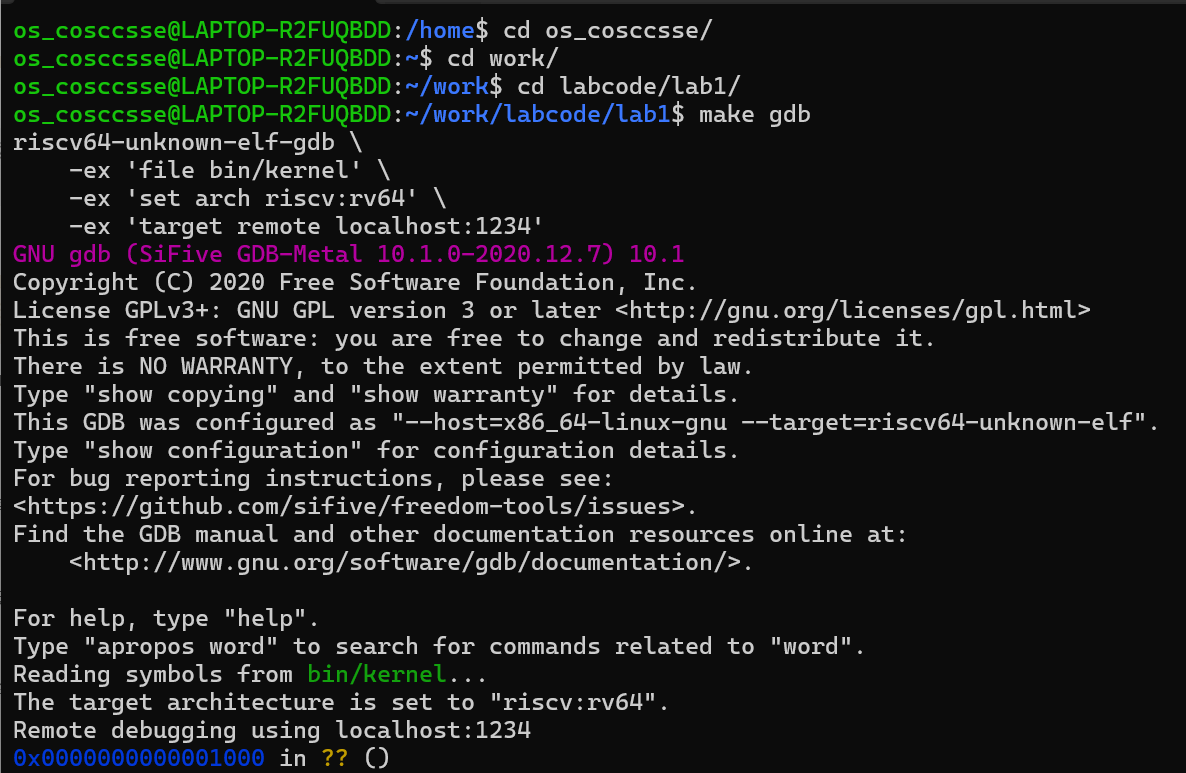 os_cosccsse@LAPTOP-R2FUQBDD:/home$ cd os_cosccsse/
os_cosccsse@LAPTOP-R2FUQBDD:~$ cd work/
os_cosccsse@LAPTOP-R2FUQBDD:~/work$ cd labcode/lab1/
os_cosccsse@LAPTOP-R2FUQBDD:~/work/labcode/lab1$ make gdb
riscv64-unknown-elf-gdb \
    -ex 'file bin/kernel' \
    -ex 'set arch riscv:rv64' \
    -ex 'target remote localhost:1234'
GNU gdb (SiFive GDB-Metal 10.1.0-2020.12.7) 10.1
Copyright (C) 2020 Free Software Foundation, Inc.
License GPLv3+: GNU GPL version 3 or later <http://gnu.org/licenses/gpl.html>
This is free software: you are free to change and redistribute it.
There is NO WARRANTY, to the extent permitted by law.
Type "show copying" and "show warranty" for details.
This GDB was configured as "--host=x86_64-linux-gnu --target=riscv64-unknown-elf".
Type "show configuration" for configuration details.
For bug reporting instructions, please see:
<https://github.com/sifive/freedom-tools/issues>.
Find the GDB manual and other documentation resources online at:
    <http://www.gnu.org/software/gdb/documentation/>.

For help, type "help".
Type "apropos word" to search for commands related to "word".
Reading symbols from bin/kernel...
The target architecture is set to "riscv:rv64".
Remote debugging using localhost:1234
0x0000000000001000 in ?? ()